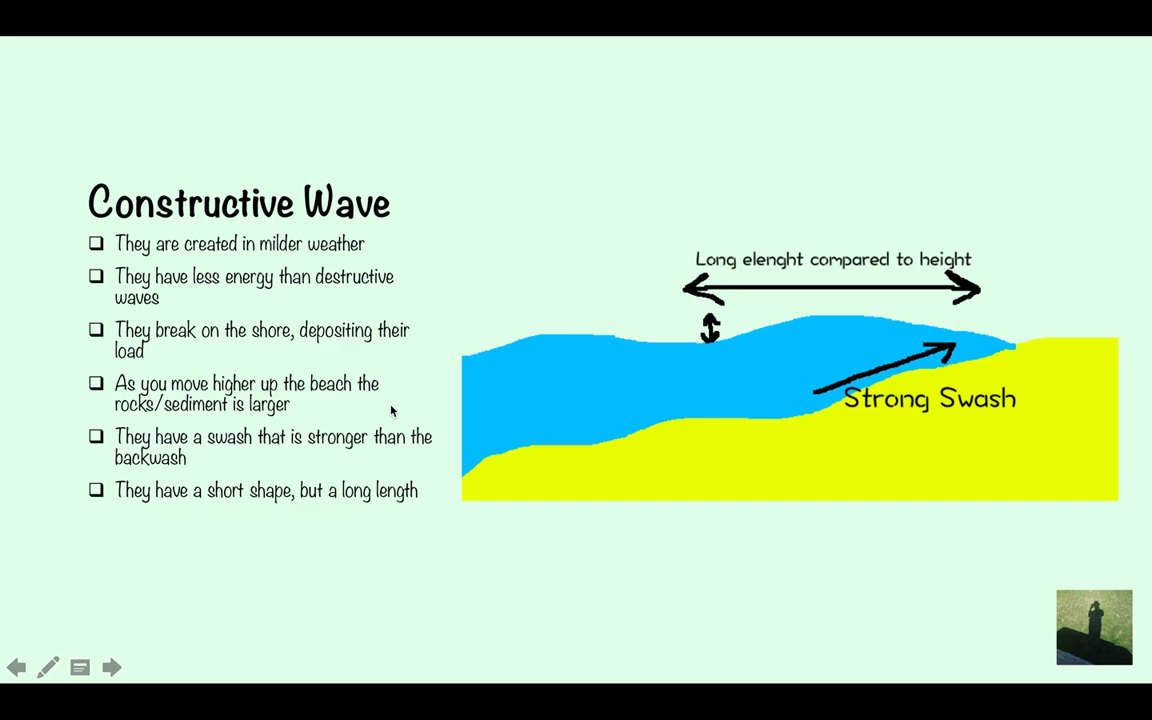 Constructive Wave
They are created in milder weather
They have less energy than destructive
waves
They break on the shore, depositing their
load
As you move higher up the beach the
rocks/sediment is larger
They have a swash that is stronger than the
backwash
They have a short shape, but a long length
Long elenght compared to height
Strong Swash